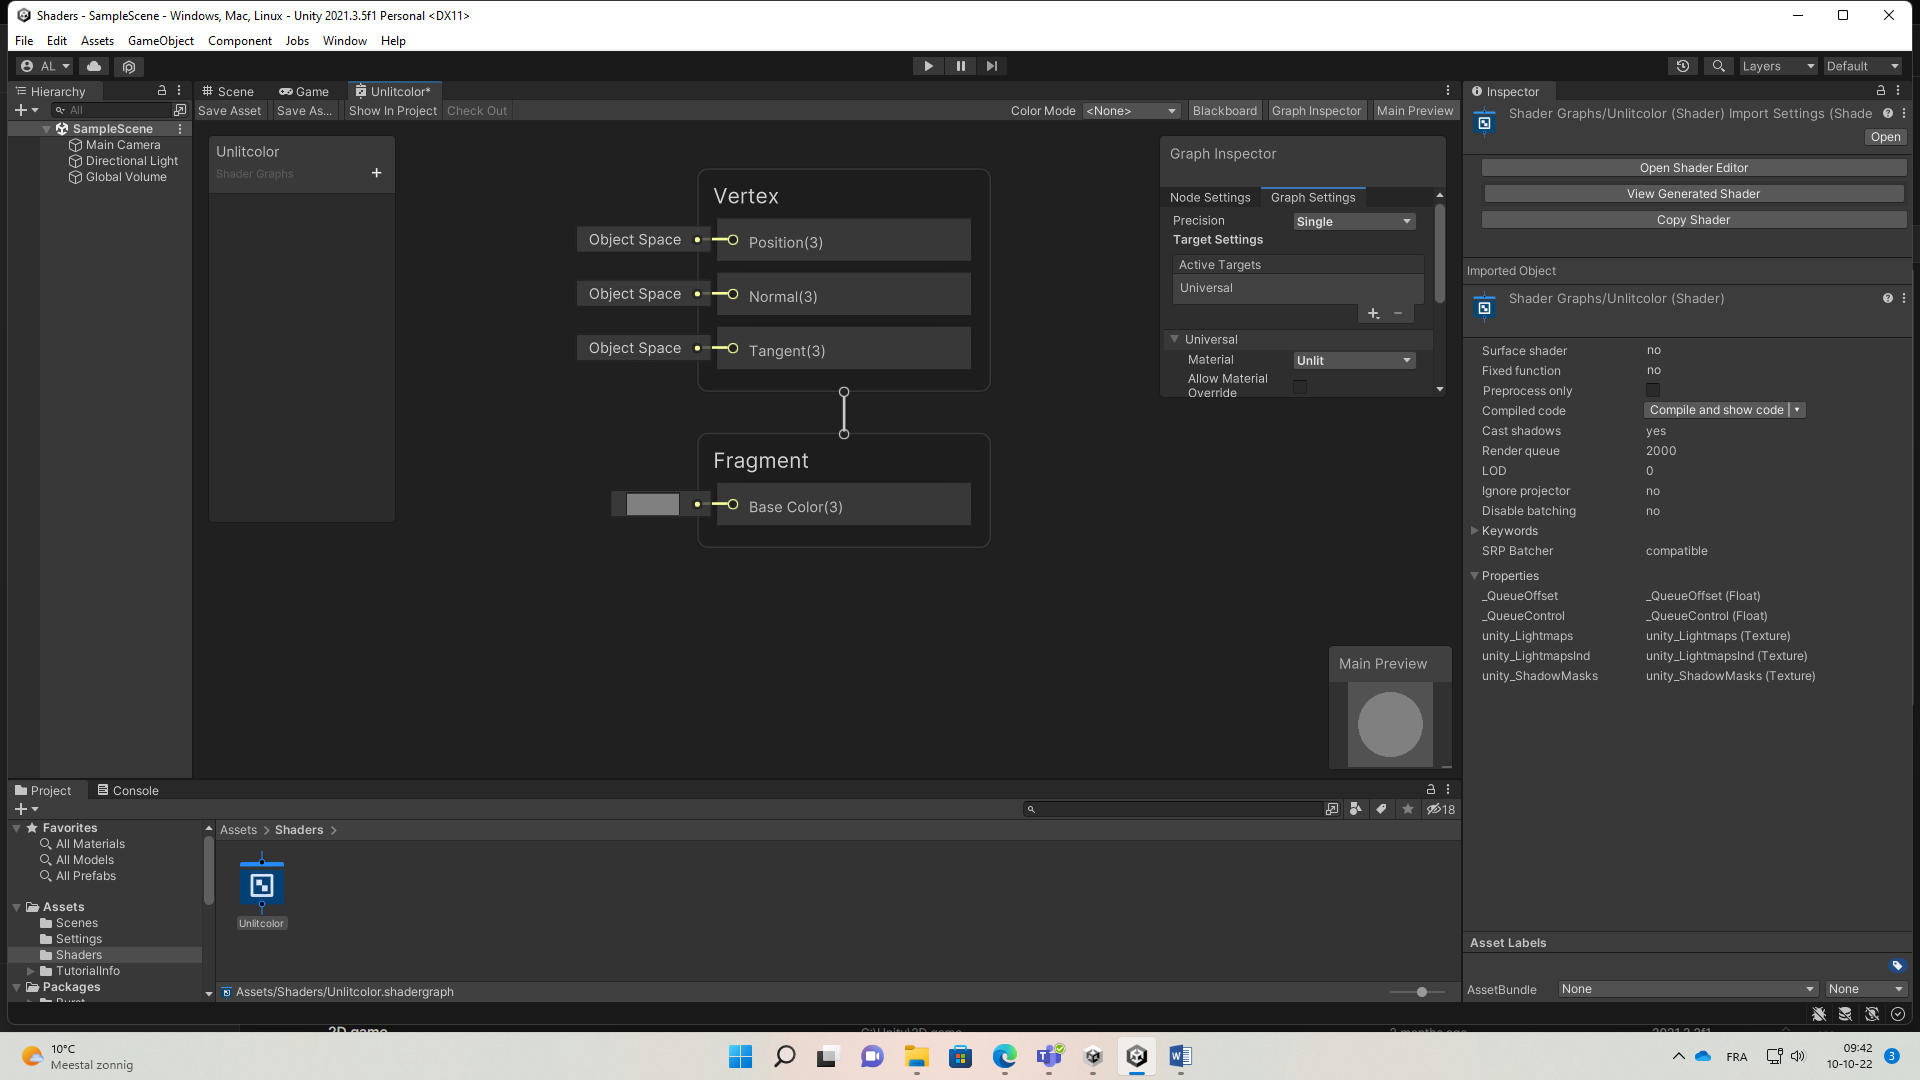 Shaders - SampleScene - Windows, Mac, Linux - Unity 2021.3.5f1 Personal <DX11>
File Edit Assets GameObject Component Jobs Window Help
AL Layers Default
Hierarchy
All
SampleScene
Main Camera
Directional Light
Global Volume
Scene Game Unlitcolor*
Save Asset Save As... Show In Project Check Out Color Mode <None> Blackboard Graph Inspector Main Preview
Unlitcolor
Shader Graphs
+
Vertex
Object Space Position(3)
Object Space Normal(3)
Object Space Tangent(3)
Fragment
Base Color(3)
Graph Inspector
Node Settings Graph Settings
Precision Single
Target Settings
Active Targets
Universal
+ -
Universal
Material Unlit
Allow Material
Override
Main Preview
Inspector
Shader Graphs/Unlitcolor (Shader) Import Settings (Shade
Open
Open Shader Editor
View Generated Shader
Copy Shader
Imported Object
Shader Graphs/Unlitcolor (Shader)
Surface shader no
Fixed function no
Preprocess only
Compiled code Compile and show code
Cast shadows yes
Render queue 2000
LOD 0
Ignore projector no
Disable batching no
Keywords
SRP Batcher compatible
Properties
_QueueOffset _QueueOffset (Float)
_QueueControl _QueueControl (Float)
unity_Lightmaps unity_Lightmaps (Texture)
unity_LightmapsInd unity_LightmapsInd (Texture)
unity_ShadowMasks unity_ShadowMasks (Texture)
Asset Labels
AssetBundle None None
Project Console
18
Favorites
All Materials
All Models
All Prefabs
Assets
Scenes
Settings
Shaders
TutorialInfo
Packages
Assets > Shaders >
Unlitcolor
Assets/Shaders/Unlitcolor.shadergraph
10°C
Meestal zonnig
FRA
09:42
10-10-22
3